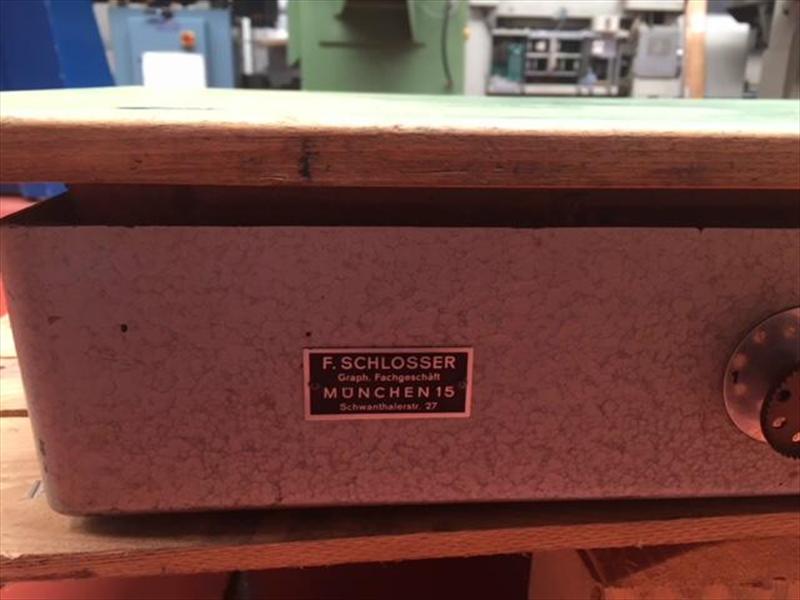 F. SCHLOSSER
Graph. Fachgeschäft
MÜNCHEN 15
Schwanthalerstr. 27